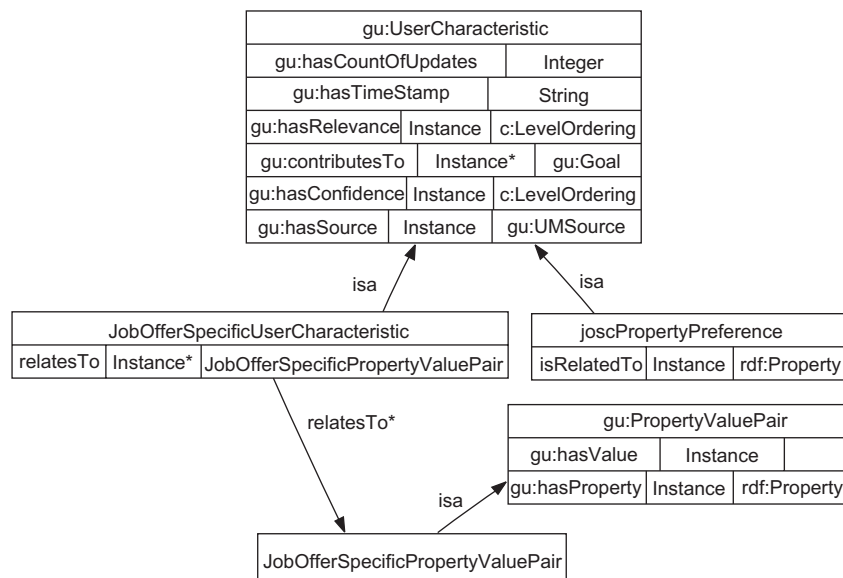 gu:UserCharacteristic
gu:hasCountOfUpdates Integer
gu:hasTimeStamp String
gu:hasRelevance Instance c:LevelOrdering
gu:contributesTo Instance* gu:Goal
gu:hasConfidence Instance c:LevelOrdering
gu:hasSource Instance gu:UMSource
isa isa
JobOfferSpecificUserCharacteristic
relatesTo Instance* JobOfferSpecificPropertyValuePair
joscPropertyPreference
isRelatedTo Instance rdf:Property
relatesTo*
gu:PropertyValuePair
gu:hasValue Instance
gu:hasProperty Instance rdf:Property
isa
JobOfferSpecificPropertyValuePair